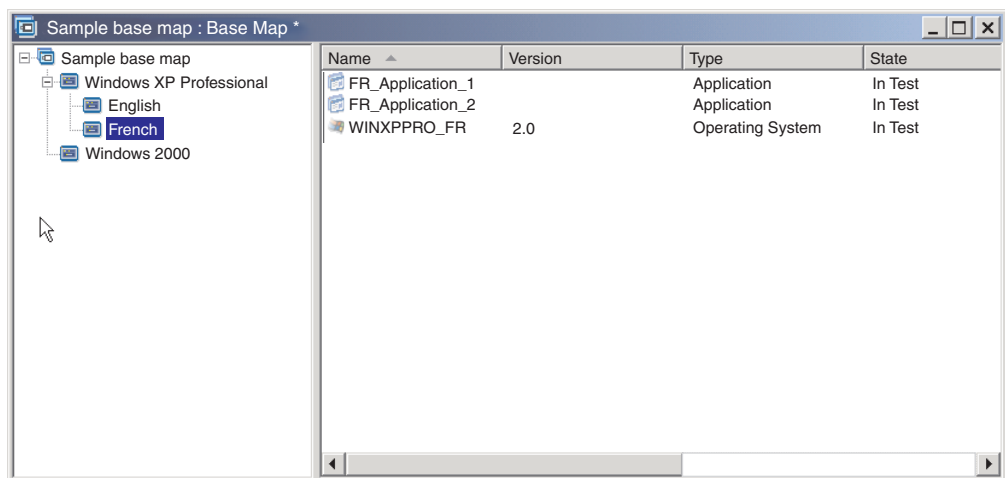 Sample base map : Base Map *
Sample base map
Windows XP Professional
English
French
Windows 2000
Name Version Type State
FR_Application_1 Application In Test
FR_Application_2 Application In Test
WINXPPRO_FR 2.0 Operating System In Test